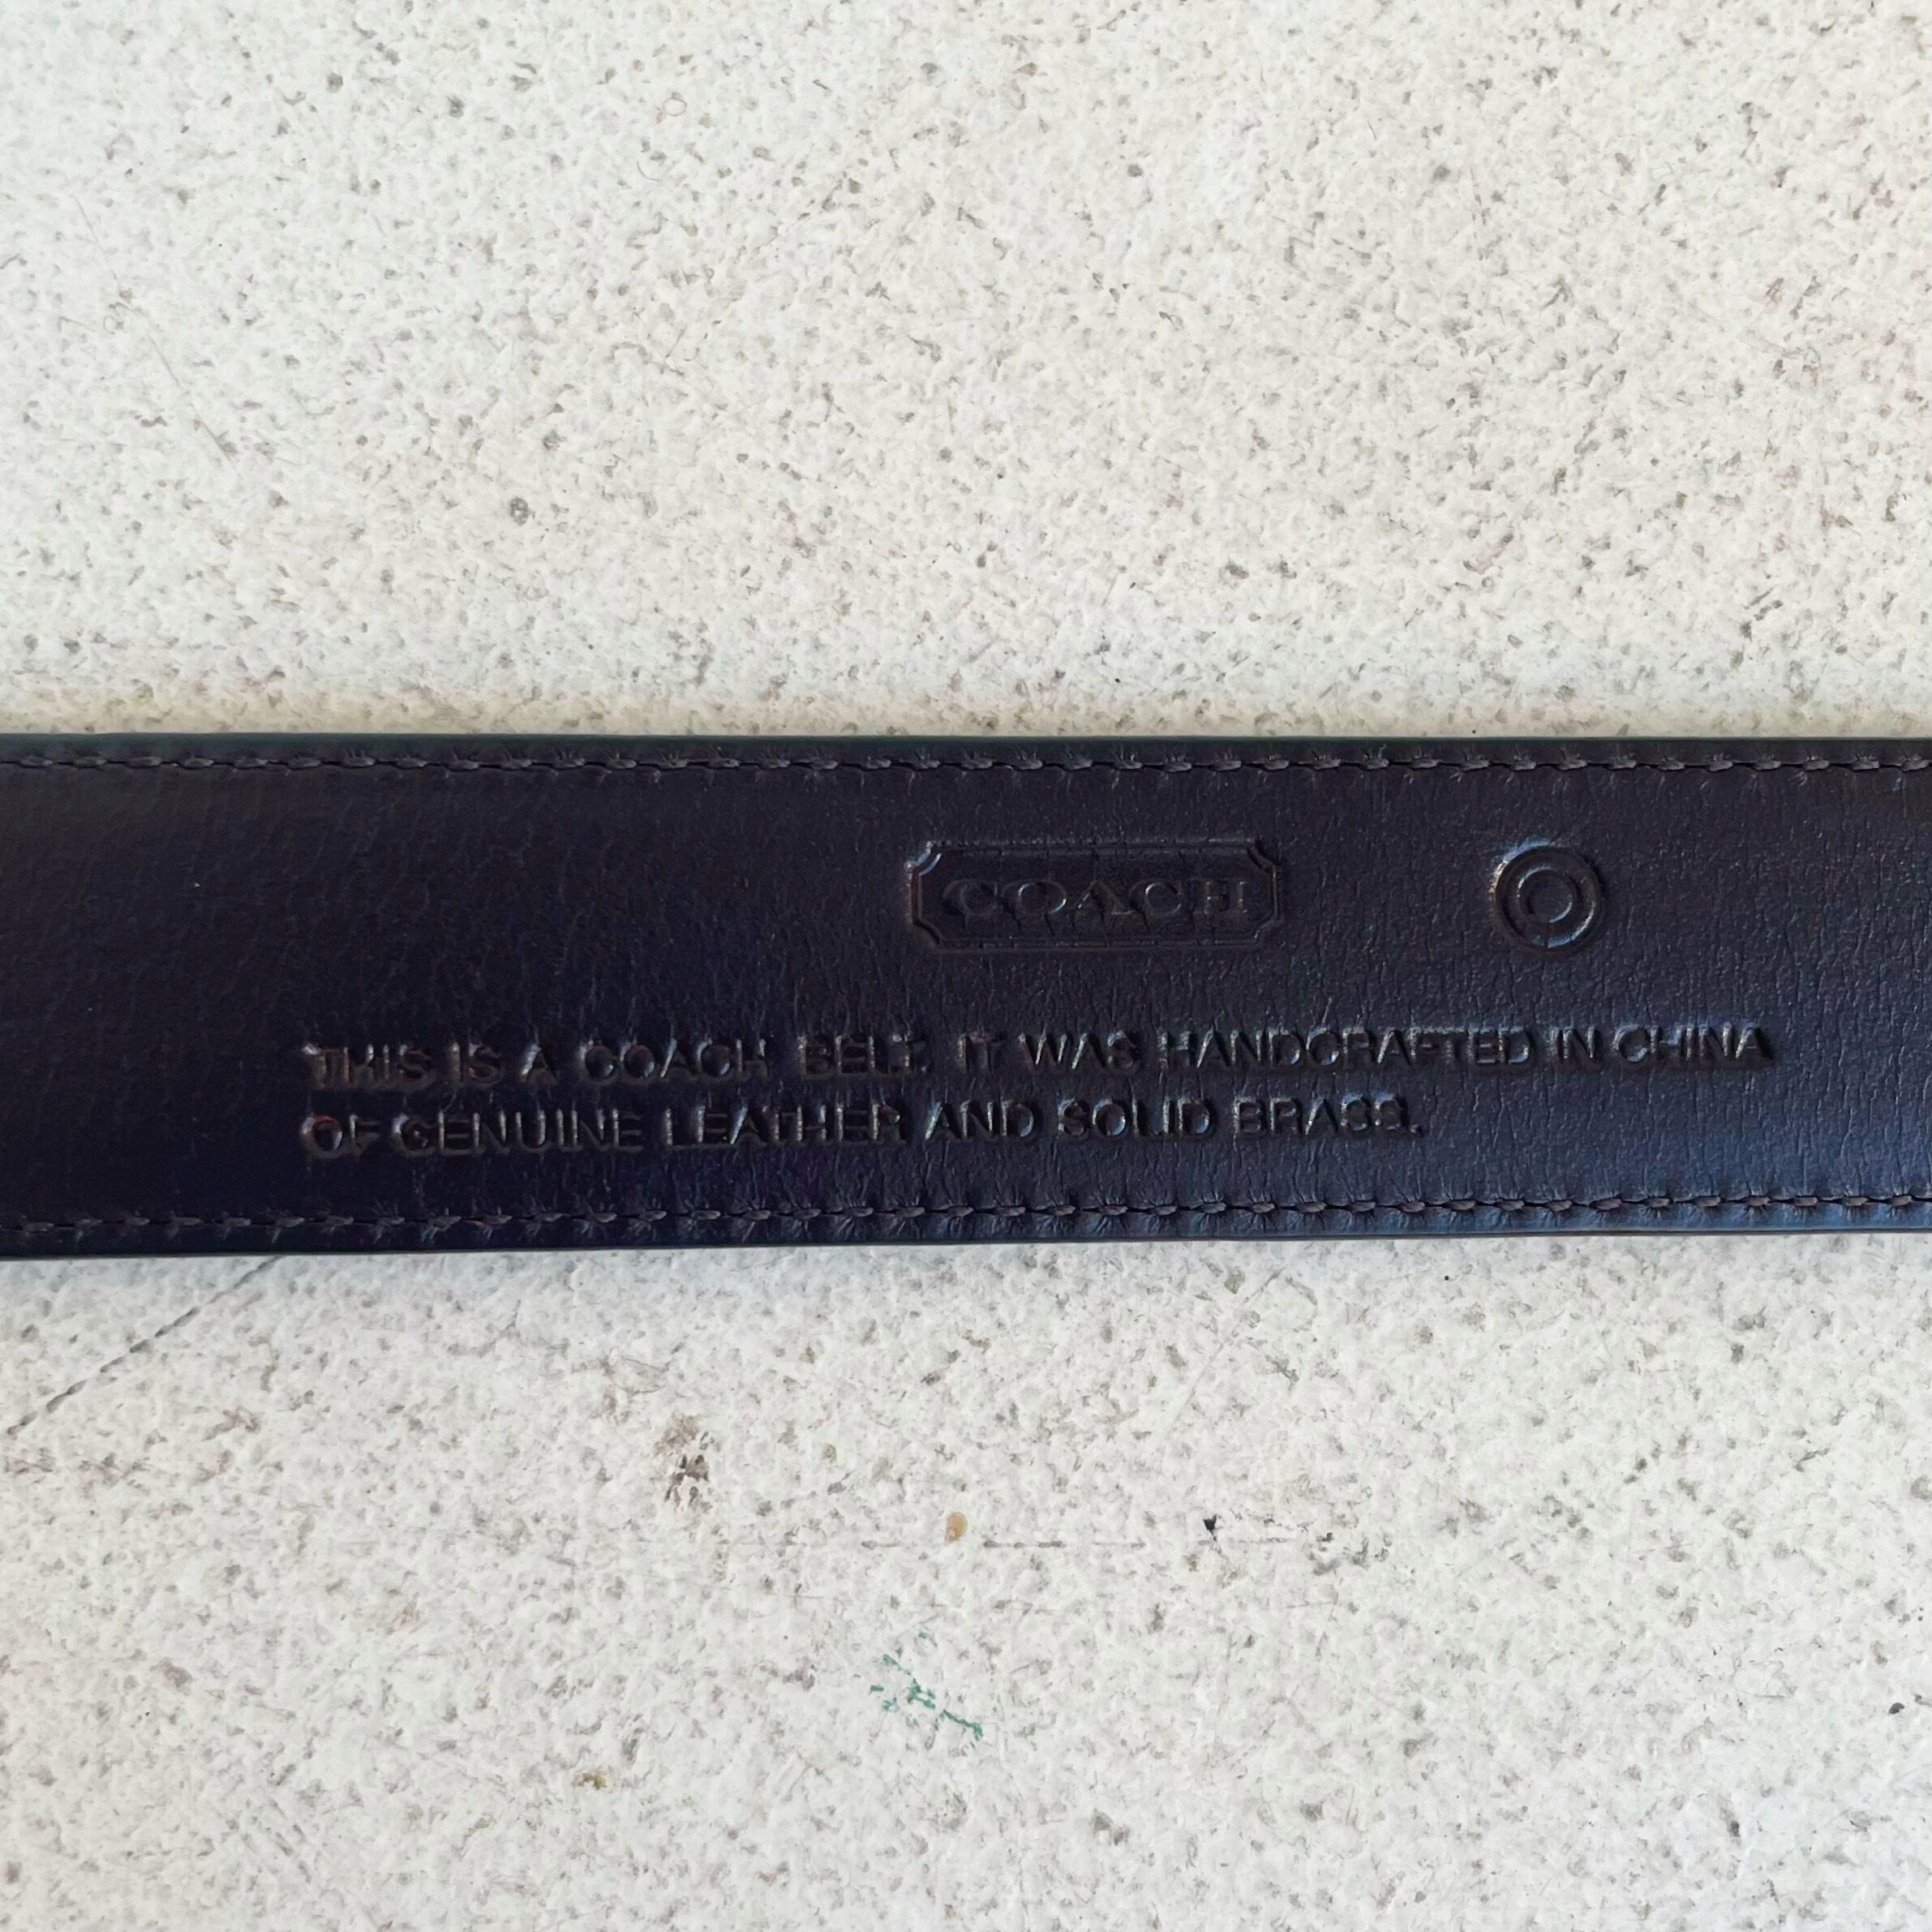 COACH
THIS IS A COACH BELT. IT WAS HANDCRAFTED IN CHINA
OF GENUINE LEATHER AND SOLID BRASS.